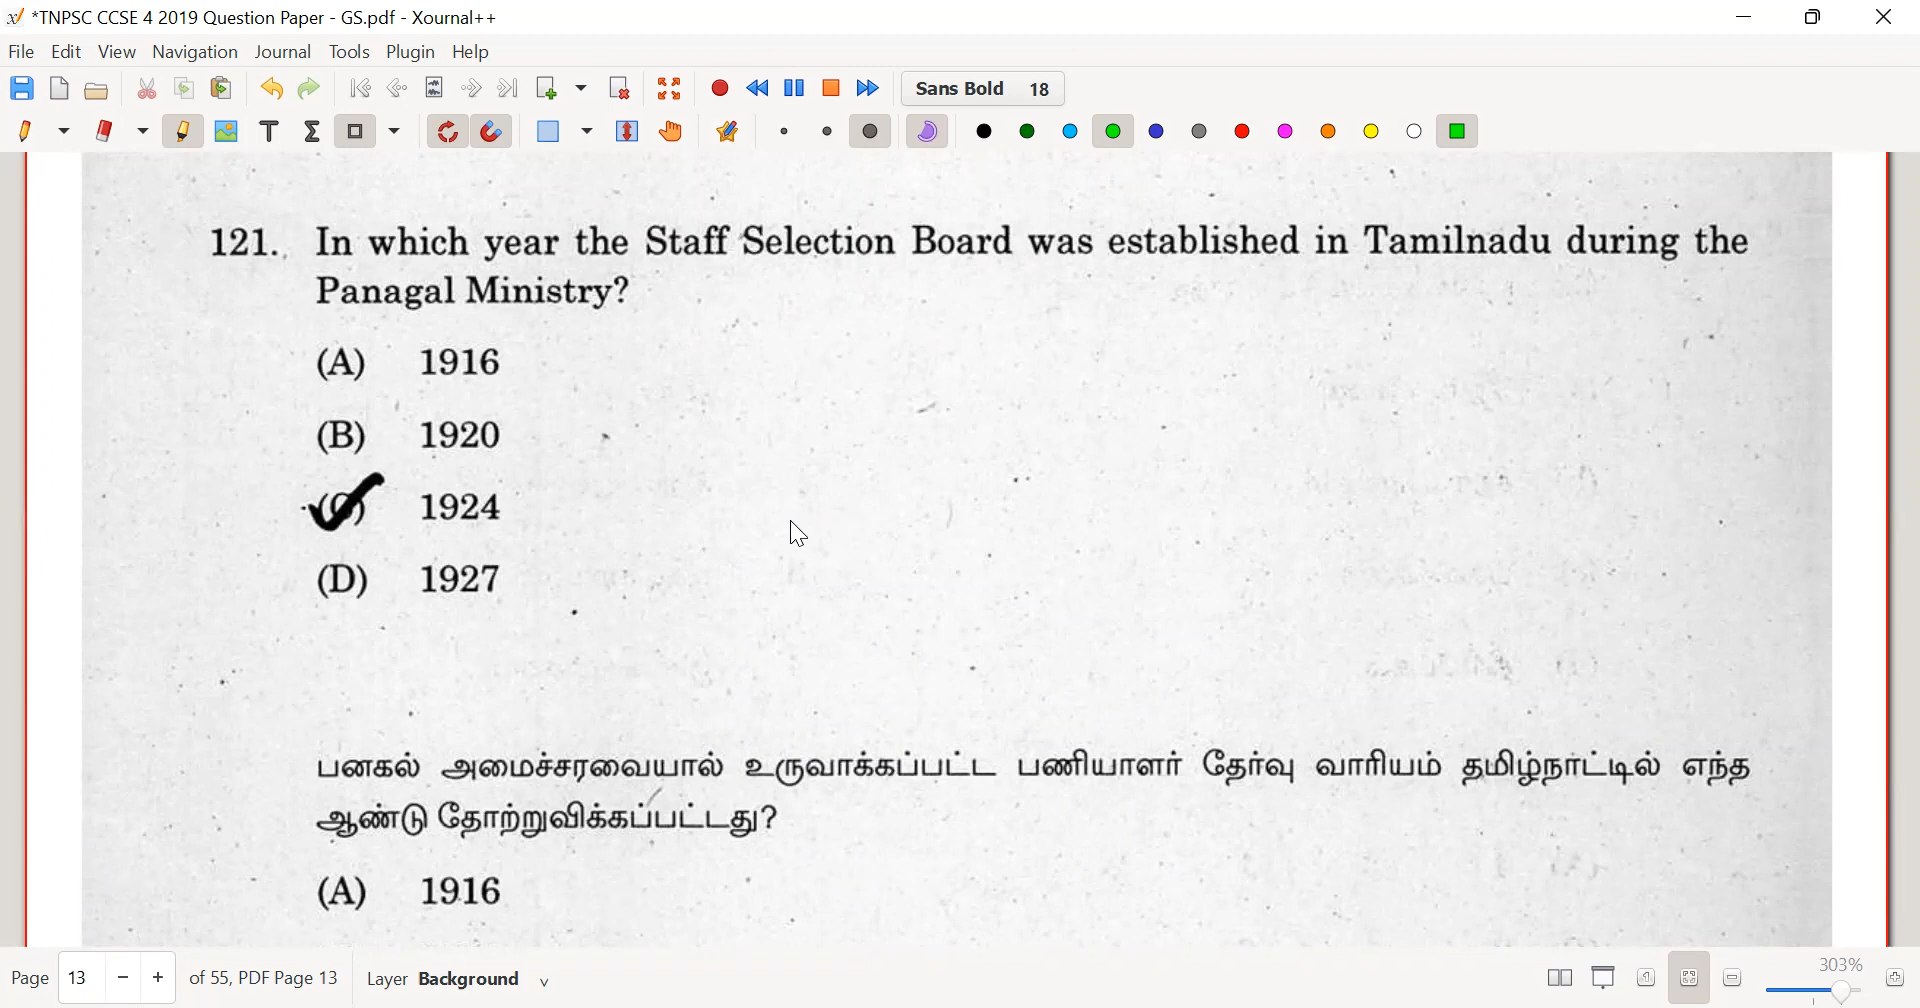 *TNPSC CCSE 4 2019 Question Paper - GS.pdf - Xournal++
File Edit View Navigation Journal Tools Plugin Help
Sans Bold 18
121. In which year the Staff Selection Board was established in Tamilnadu during the
Panagal Ministry?
(A) 1916
(B) 1920
(C) 1924
(D) 1927
பனகல் அமைச்சரவையால் உருவாக்கப்பட்ட பணியாளர் தேர்வு வாரியம் தமிழ்நாட்டில் எந்த
ஆண்டு தோற்றுவிக்கப்பட்டது?
(A) 1916
Page 13 of 55, PDF Page 13 Layer Background 303%